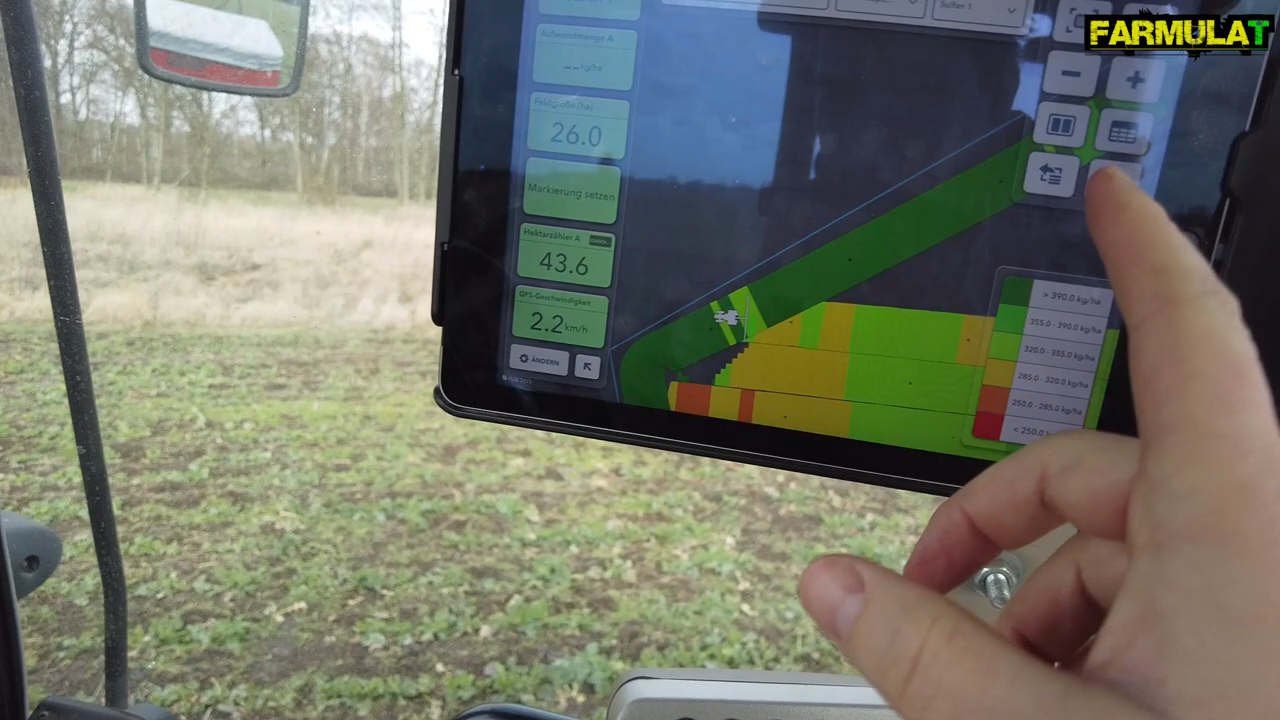 FARMULAT
Sulfan 1
Aufwandmenge A
--kg/ha
Feldgröße (ha)
26.0
Markierung setzen
Hektarzähler A
43.6
GPS-Geschwindigkeit
2.2 km/h
ÄNDERN
> 390.0 kg/ha
355.0 - 390.0 kg/ha
320.0 - 355.0 kg/ha
285.0 - 320.0 kg/ha
250.0 - 285.0 kg/ha
< 250.0